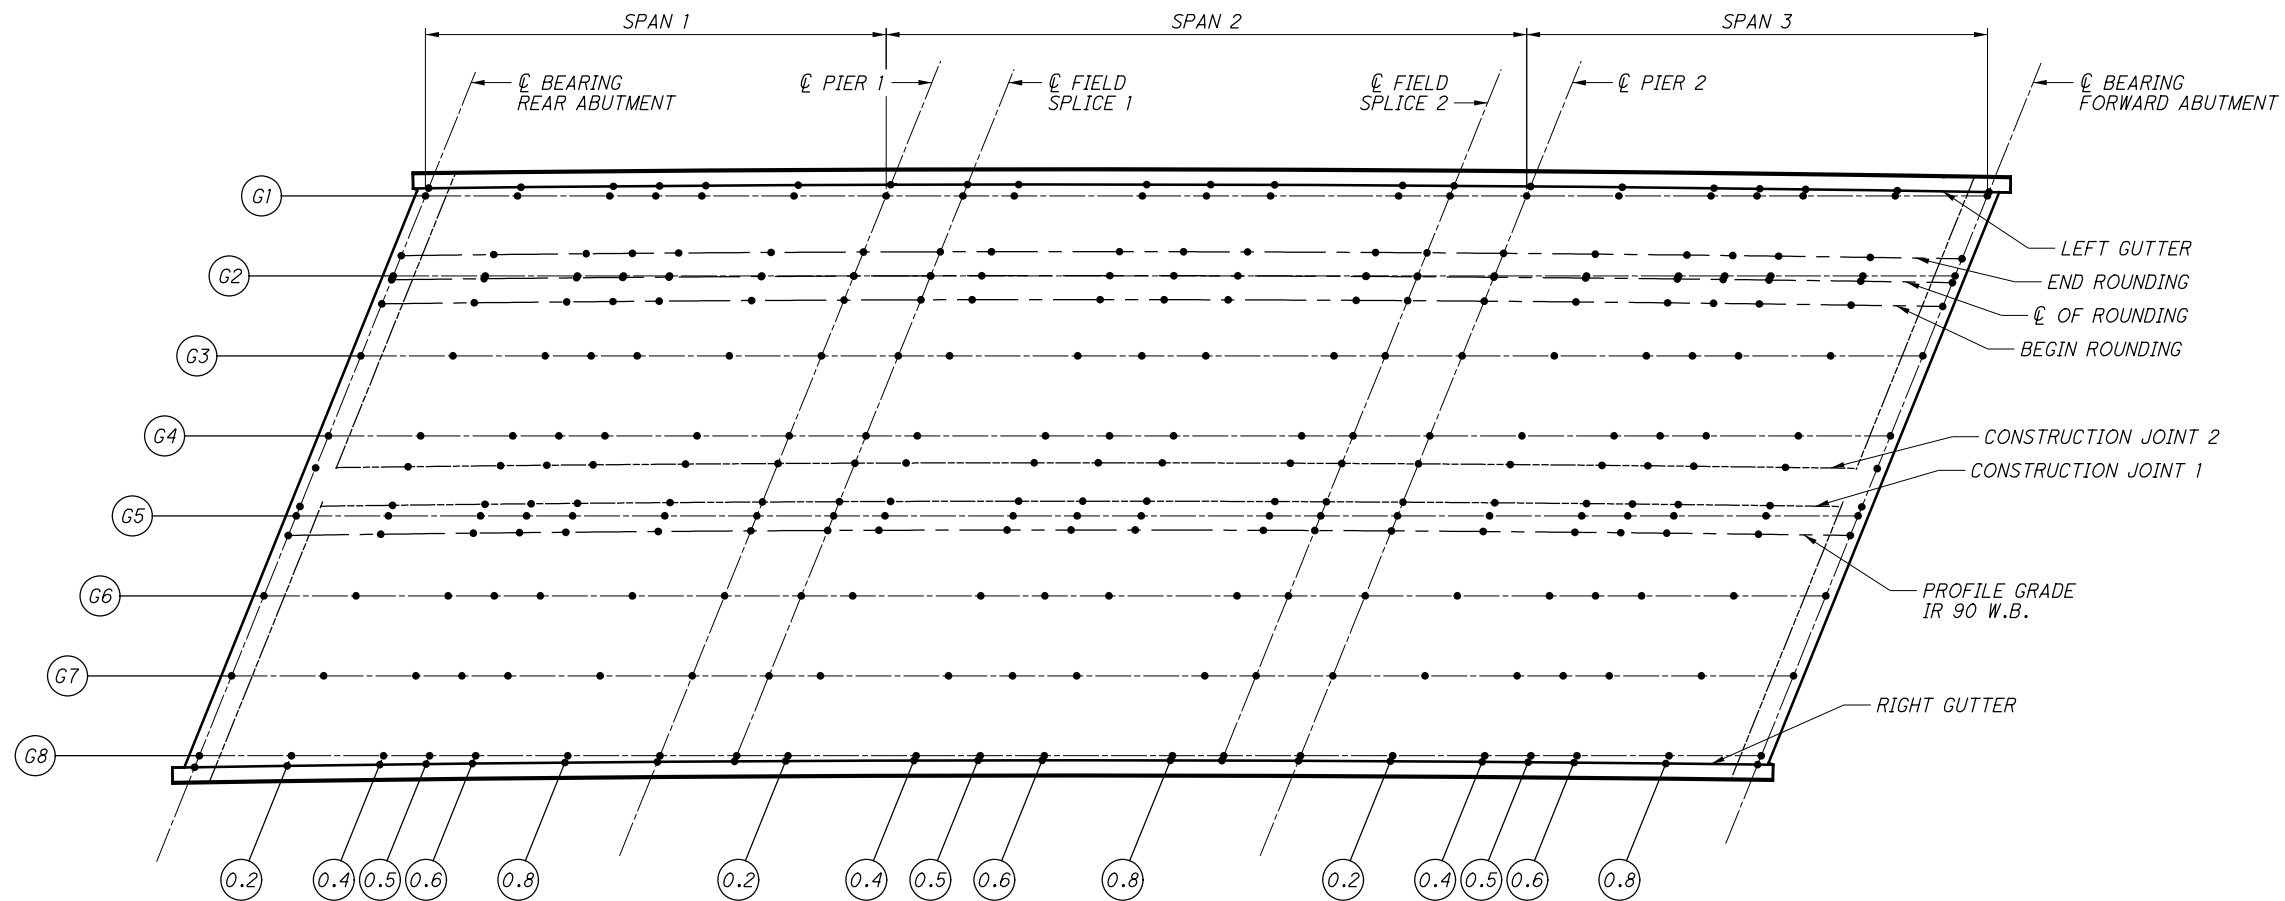 SPAN 1
SPAN 2
SPAN 3
℄ BEARING
REAR ABUTMENT
℄ PIER 1
℄ FIELD
SPLICE 1
℄ FIELD
SPLICE 2
℄ PIER 2
℄ BEARING
FORWARD ABUTMENT
G1
LEFT GUTTER
G2
END ROUNDING
℄ OF ROUNDING
BEGIN ROUNDING
G3
G4
CONSTRUCTION JOINT 2
CONSTRUCTION JOINT 1
G5
G6
PROFILE GRADE
IR 90 W.B.
G7
RIGHT GUTTER
G8
0.2
0.4
0.5
0.6
0.8
0.2
0.4
0.5
0.6
0.8
0.2
0.4
0.5
0.6
0.8